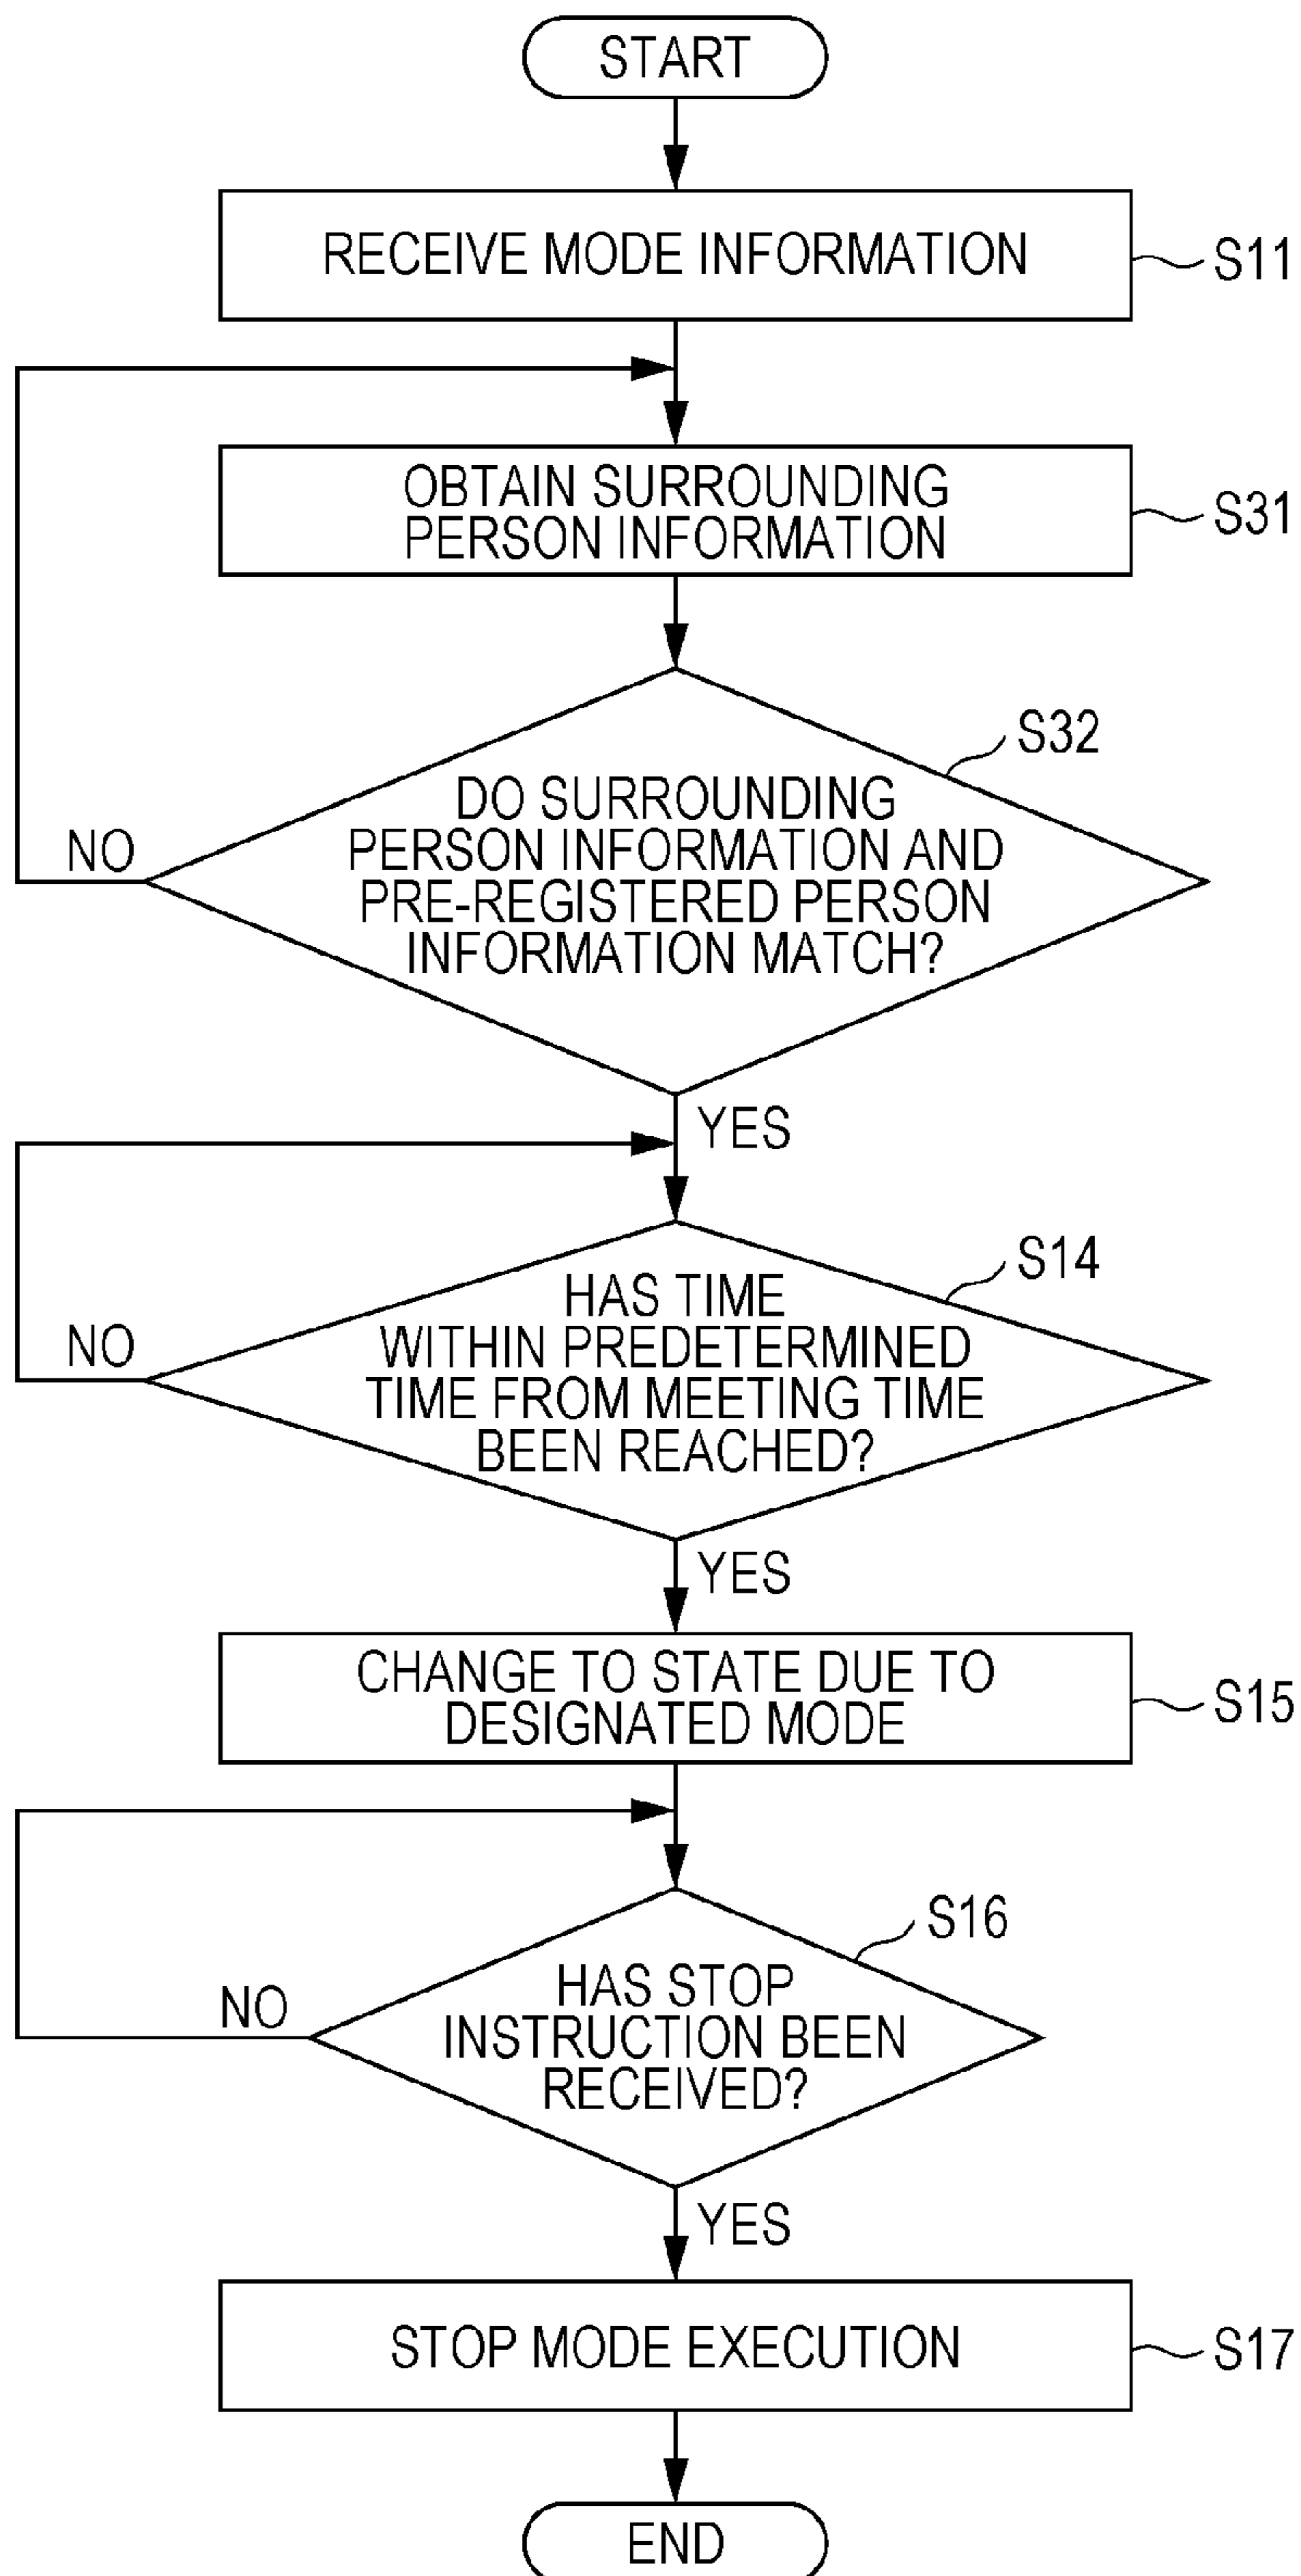 START
RECEIVE MODE INFORMATION
S11
OBTAIN SURROUNDING
PERSON INFORMATION
S31
S32
DO SURROUNDING
PERSON INFORMATION AND
PRE-REGISTERED PERSON
INFORMATION MATCH?
NO
YES
S14
HAS TIME
WITHIN PREDETERMINED
TIME FROM MEETING TIME
BEEN REACHED?
NO
YES
CHANGE TO STATE DUE TO
DESIGNATED MODE
S15
S16
HAS STOP
INSTRUCTION BEEN
RECEIVED?
NO
YES
STOP MODE EXECUTION
S17
END